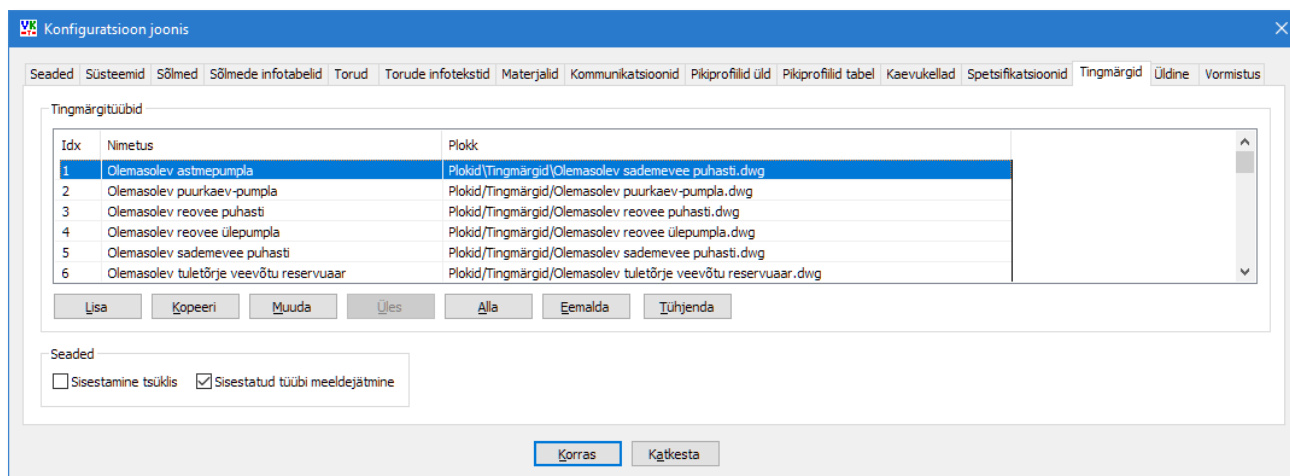 VK
-T-
Konfiguratsioon joonis
Seaded Süsteemid Sõlmed Sõlmede infotabelid Torud Torude infotekstid Materjalid Kommunikatsioonid Pikiprofiilid üld Pikiprofiilid tabel Kaevukellad Spetsifikatsioonid Tingmärgid Üldine Vormistus
Tingmärgitüübid
Idx Nimetus Plokk
1 Olemasolev astmepumpla Plokid\Tingmärgid\Olemasolev sademevee puhasti.dwg
2 Olemasolev puurkaev-pumpla Plokid/Tingmärgid/Olemasolev puurkaev-pumpla.dwg
3 Olemasolev reovee puhasti Plokid/Tingmärgid/Olemasolev reovee puhasti.dwg
4 Olemasolev reovee ülepumpla Plokid/Tingmärgid/Olemasolev reovee ülepumpla.dwg
5 Olemasolev sademevee puhasti Plokid/Tingmärgid/Olemasolev sademevee puhasti.dwg
6 Olemasolev tuletõrje veevõtu reservuaar Plokid/Tingmärgid/Olemasolev tuletõrje veevõtu reservuaar.dwg
Lisa Kopeeri Muuda Üles Alla Eemalda Tühjenda
Seaded
Sisestamine tsüklis Sisestatud tüübi meeldejätmine
Korras Katkesta